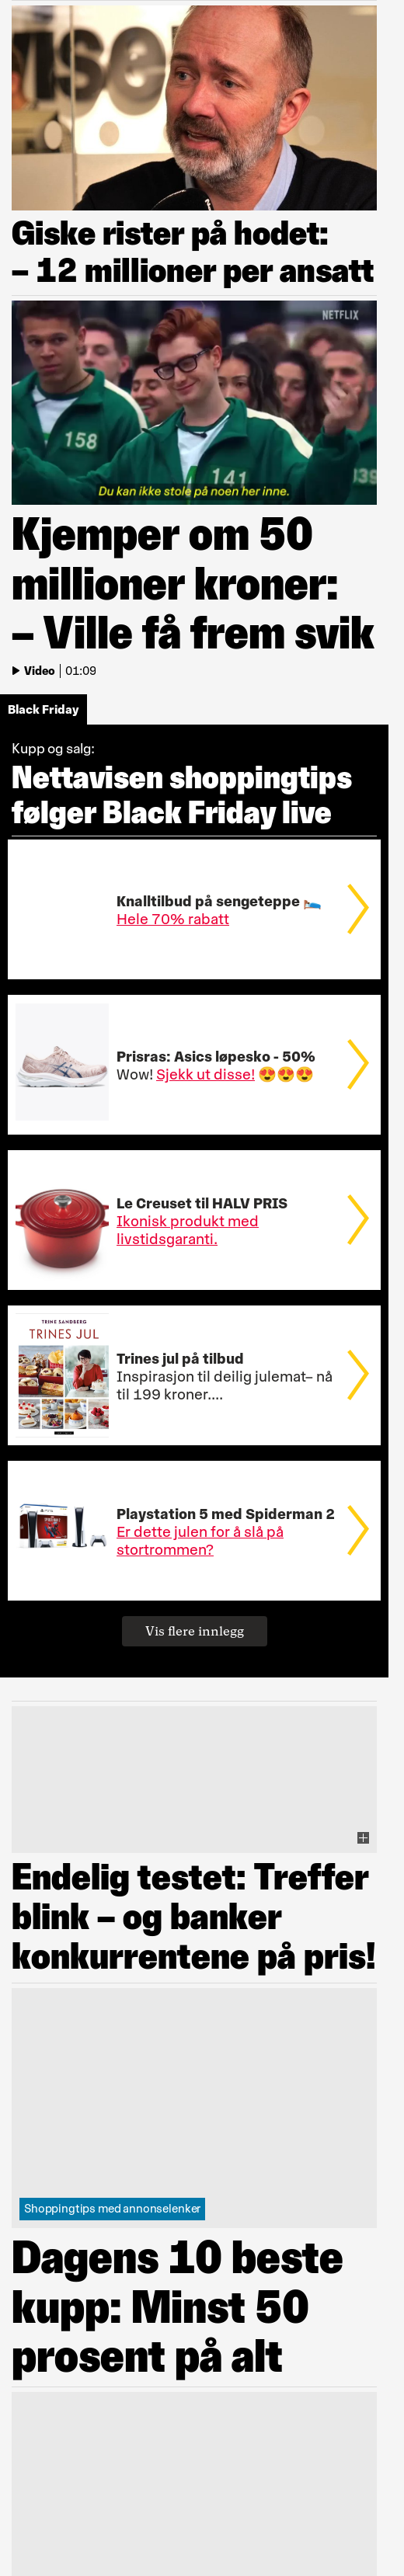 Giske rister på hodet:
– 12 millioner per ansatt
NETFLIX
158
141
339
Du kan ikke stole på noen her inne.
Kjemper om 50
millioner kroner:
– Ville få frem svik
Video | 01:09
Black Friday
Kupp og salg:
Nettavisen shoppingtips
følger Black Friday live
Knalltilbud på sengeteppe 🛌
Hele 70% rabatt
Prisras: Asics løpesko - 50%
Wow! Sjekk ut disse! 😍😍😍
Le Creuset til HALV PRIS
Ikonisk produkt med
livstidsgaranti.
TRINE SANDBERG
TRINES JUL
Trines jul på tilbud
Inspirasjon til deilig julemat– nå
til 199 kroner....
Playstation 5 med Spiderman 2
Er dette julen for å slå på
stortrommen?
Vis flere innlegg
Endelig testet: Treffer
blink – og banker
konkurrentene på pris!
Shoppingtips med annonselenker
Dagens 10 beste
kupp: Minst 50
prosent på alt